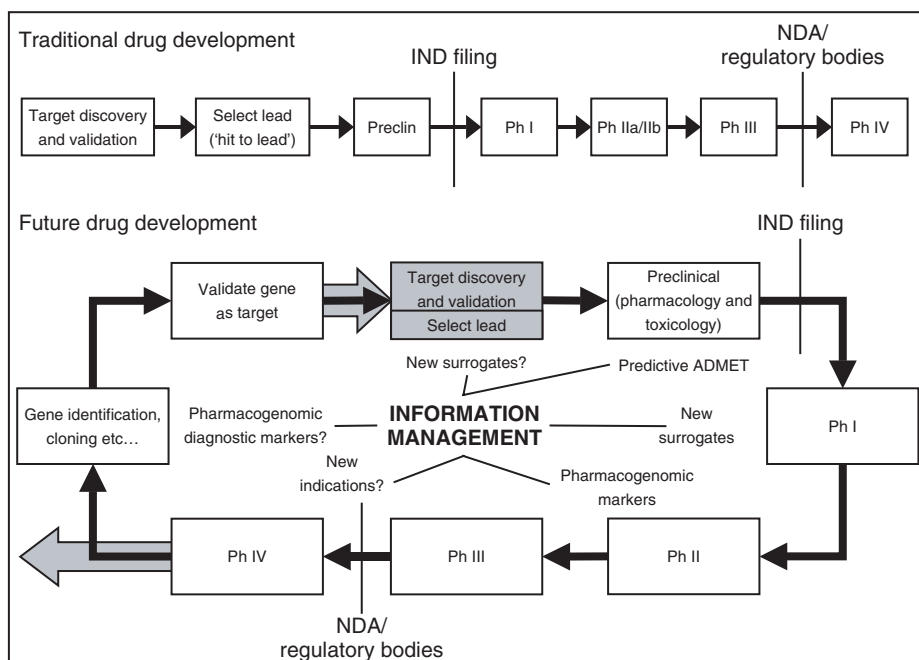 Traditional drug development
NDA/
regulatory bodies
IND filing
Target discovery
and validation
Select lead
('hit to lead')
Preclin
Ph I
Ph IIa/IIb
Ph III
Ph IV
Future drug development
IND filing
Validate gene
as target
Target discovery
and validation
Select lead
Preclinical
(pharmacology and
toxicology)
New surrogates?
Predictive ADMET
Gene identification,
cloning etc...
Pharmacogenomic
diagnostic markers?
INFORMATION
MANAGEMENT
New
surrogates
Ph I
New
indications?
Pharmacogenomic
markers
Ph IV
Ph III
Ph II
NDA/
regulatory bodies